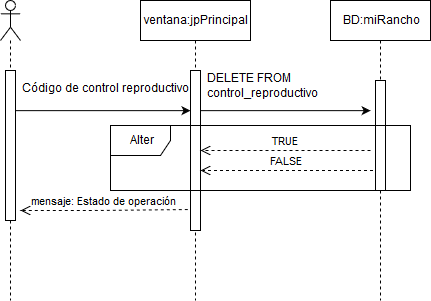 ventana:jpPrincipal
BD:miRancho
Código de control reproductivo
DELETE FROM
control_reproductivo
Alter
TRUE
FALSE
mensaje: Estado de operación